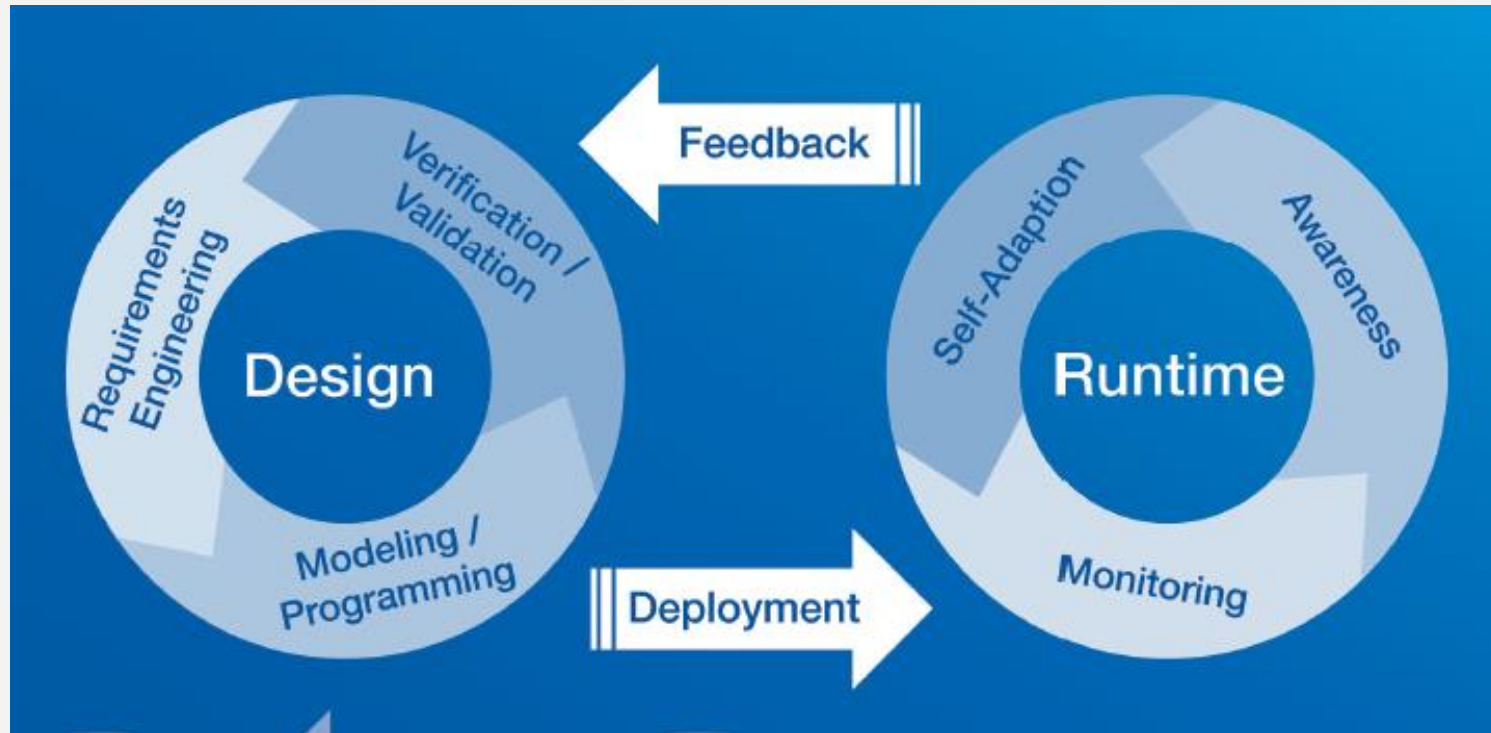 Requirements
Engineering
Verification /
Validation
Modeling /
Programming
Design
Feedback
Deployment
Self-Adaption
Awareness
Monitoring
Runtime